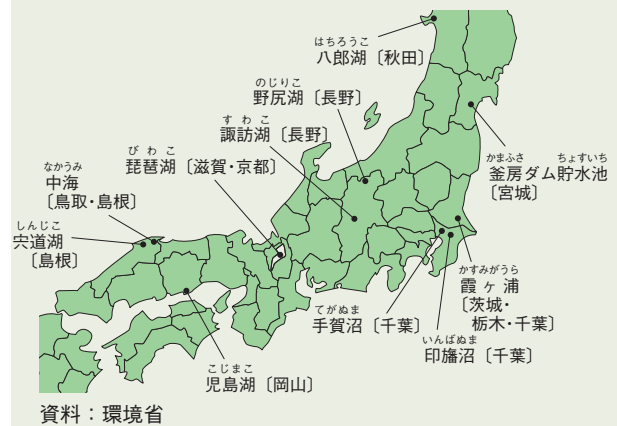 はちろうこ
八郎湖〔秋田〕
のじりこ
野尻湖〔長野〕
すわこ
諏訪湖〔長野〕
びわこ
琵琶湖〔滋賀・京都〕
なかうみ
中海
〔鳥取・島根〕
しんじこ
宍道湖
〔島根〕
かまふさ ちょすいち
釜房ダム貯水池
〔宮城〕
かすみがうら
霞ヶ浦
〔茨城・
栃木・千葉〕
てがぬま
手賀沼〔千葉〕
いんばぬま
印旛沼〔千葉〕
こじまこ
児島湖〔岡山〕
資料：環境省